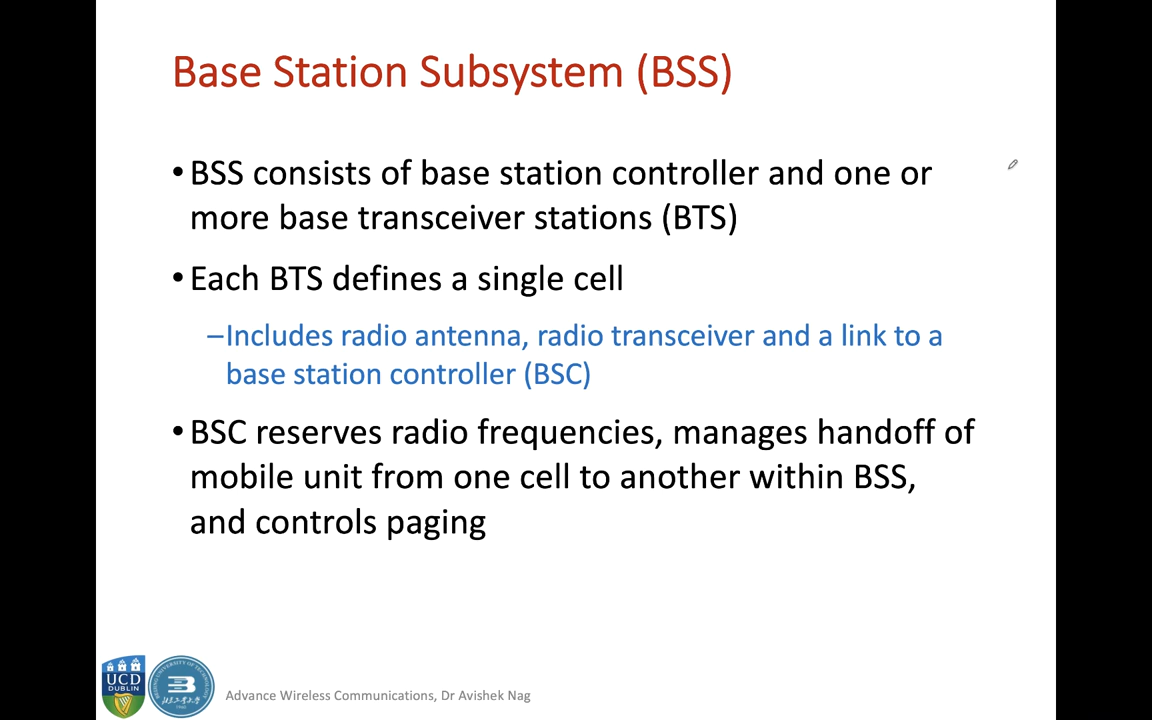 Base Station Subsystem (BSS)
•BSS consists of base station controller and one or
more base transceiver stations (BTS)
•Each BTS defines a single cell
–Includes radio antenna, radio transceiver and a link to a
base station controller (BSC)
•BSC reserves radio frequencies, manages handoff of
mobile unit from one cell to another within BSS,
and controls paging
UCD
DUBLIN
Advance Wireless Communications, Dr Avishek Nag